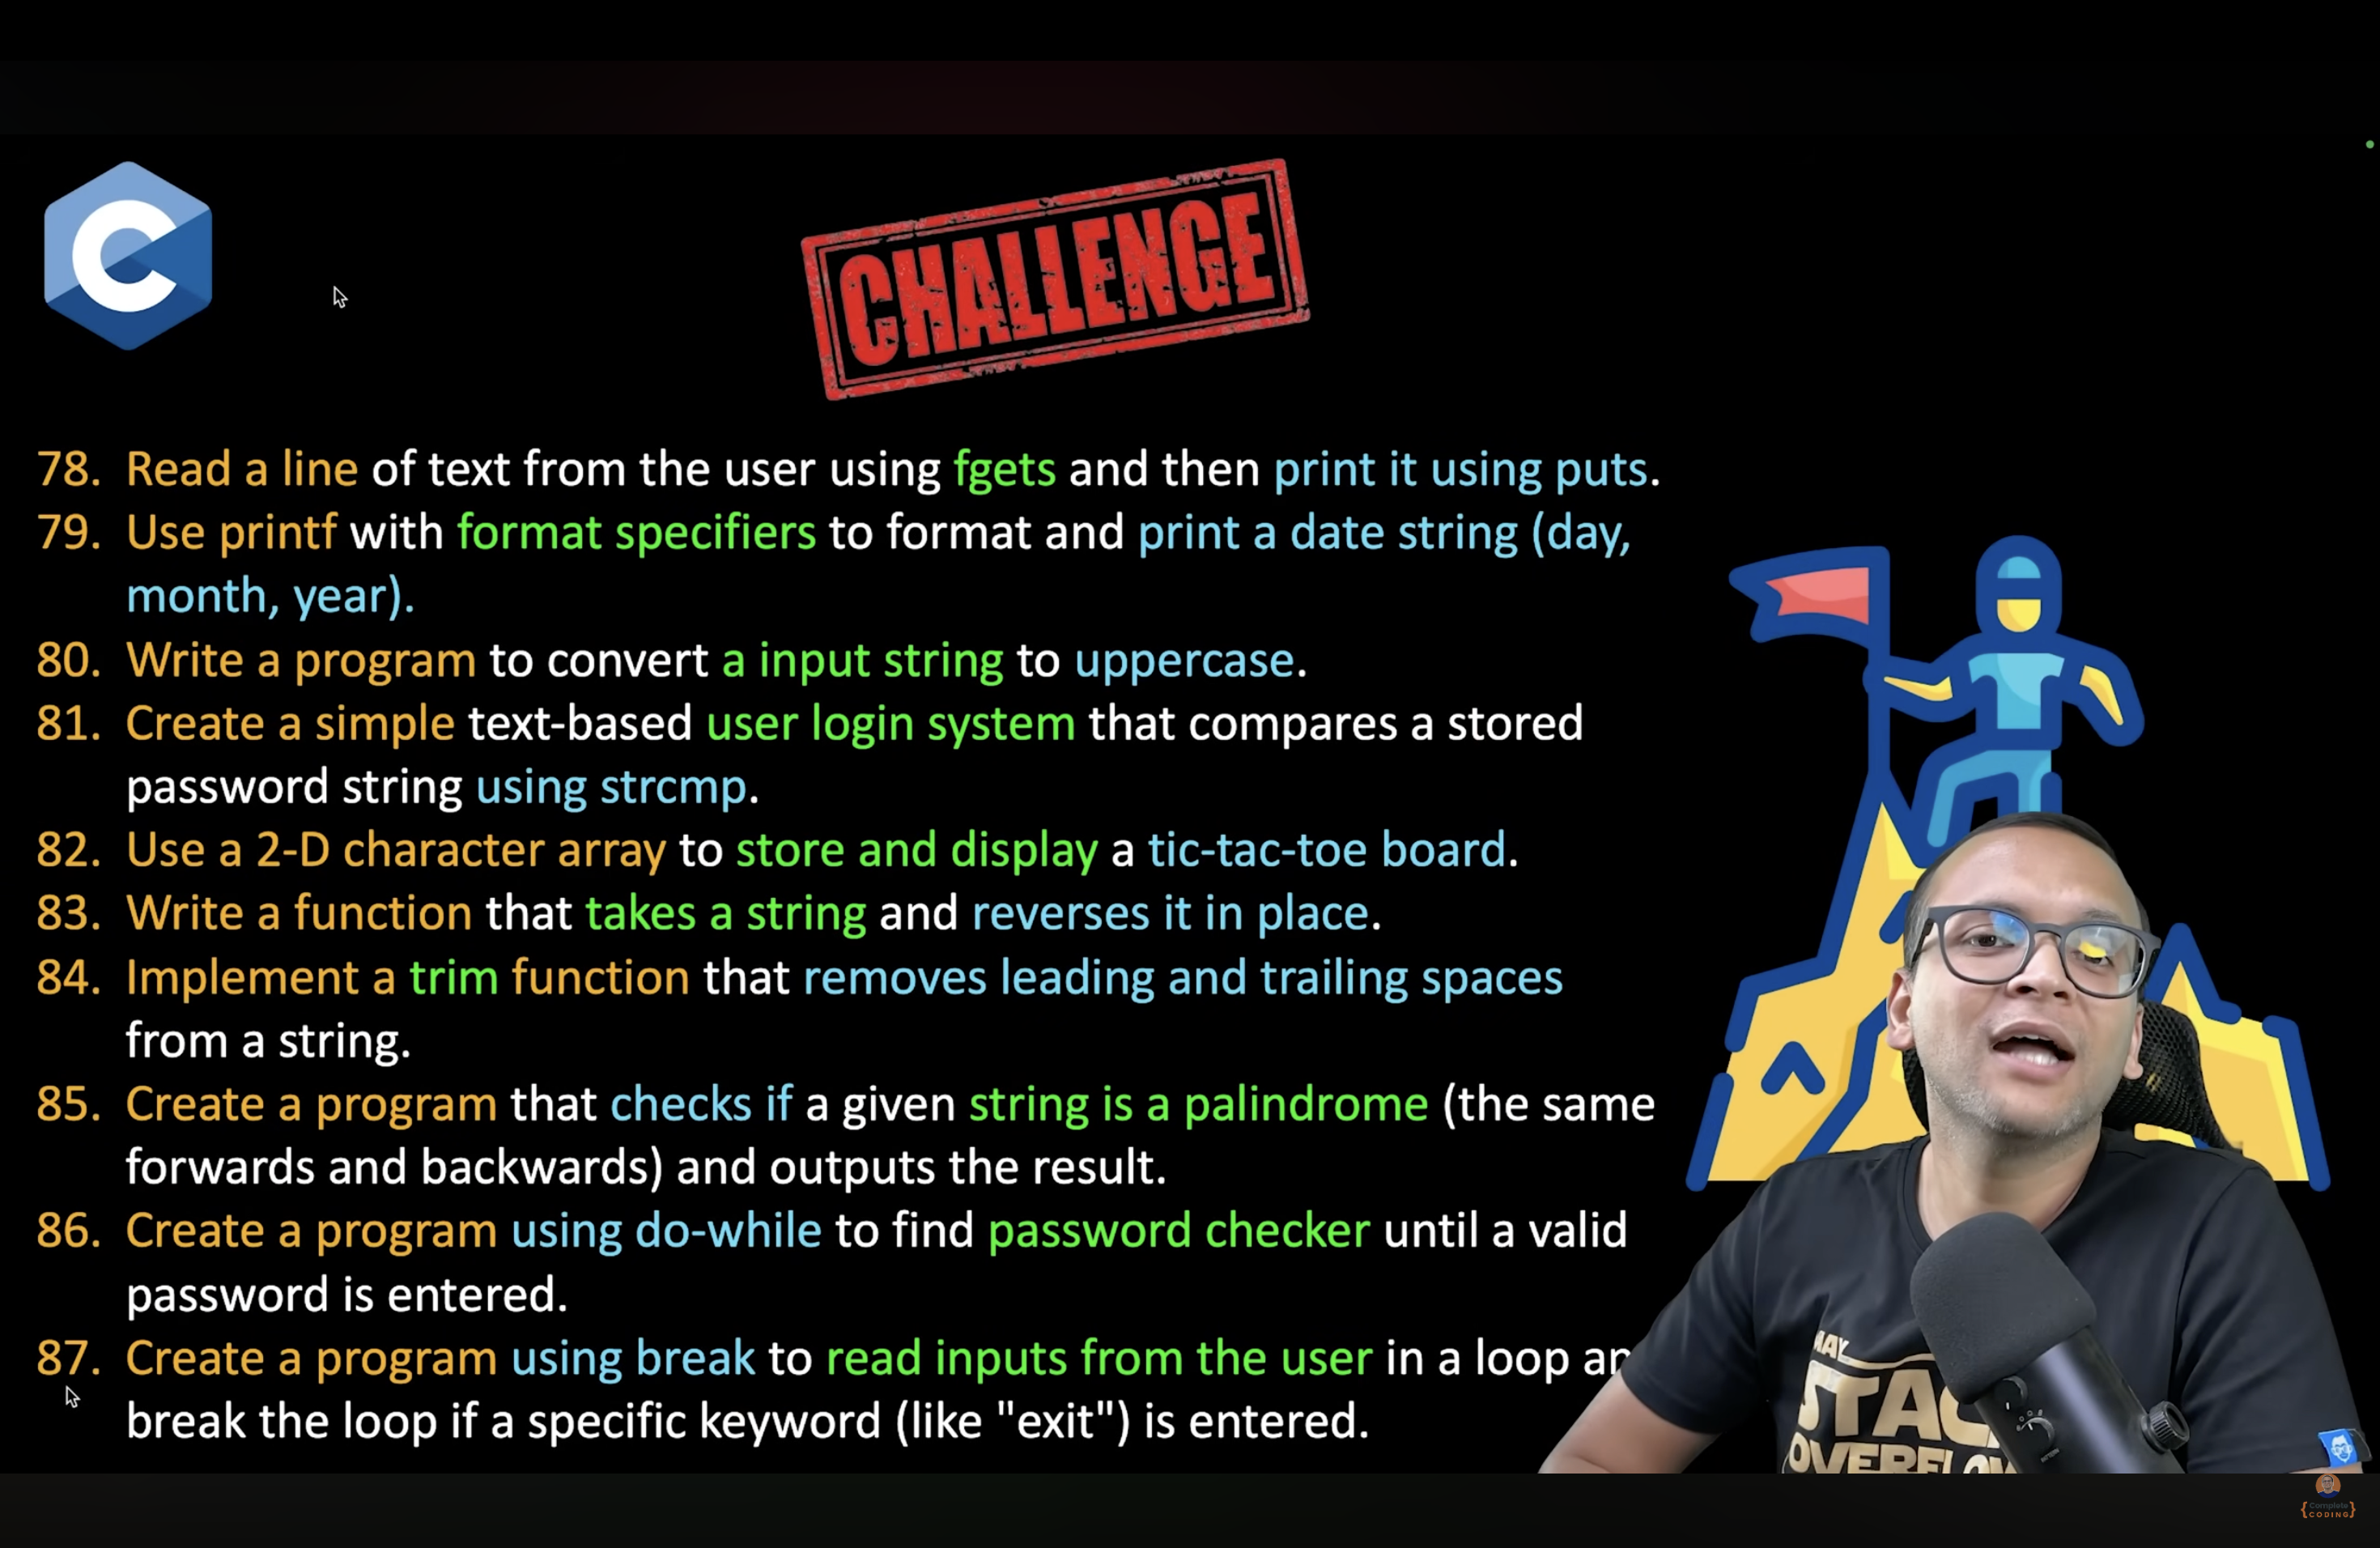 C
CHALLENGE
78. Read a line of text from the user using fgets and then print it using puts.
79. Use printf with format specifiers to format and print a date string (day,
month, year).
80. Write a program to convert a input string to uppercase.
81. Create a simple text-based user login system that compares a stored
password string using strcmp.
82. Use a 2-D character array to store and display a tic-tac-toe board.
83. Write a function that takes a string and reverses it in place.
84. Implement a trim function that removes leading and trailing spaces
from a string.
85. Create a program that checks if a given string is a palindrome (the same
forwards and backwards) and outputs the result.
86. Create a program using do-while to find password checker until a valid
password is entered.
87. Create a program using break to read inputs from the user in a loop an
break the loop if a specific keyword (like "exit") is entered.
MAY
STAC
OVERFLOW
{Complete
CODING}